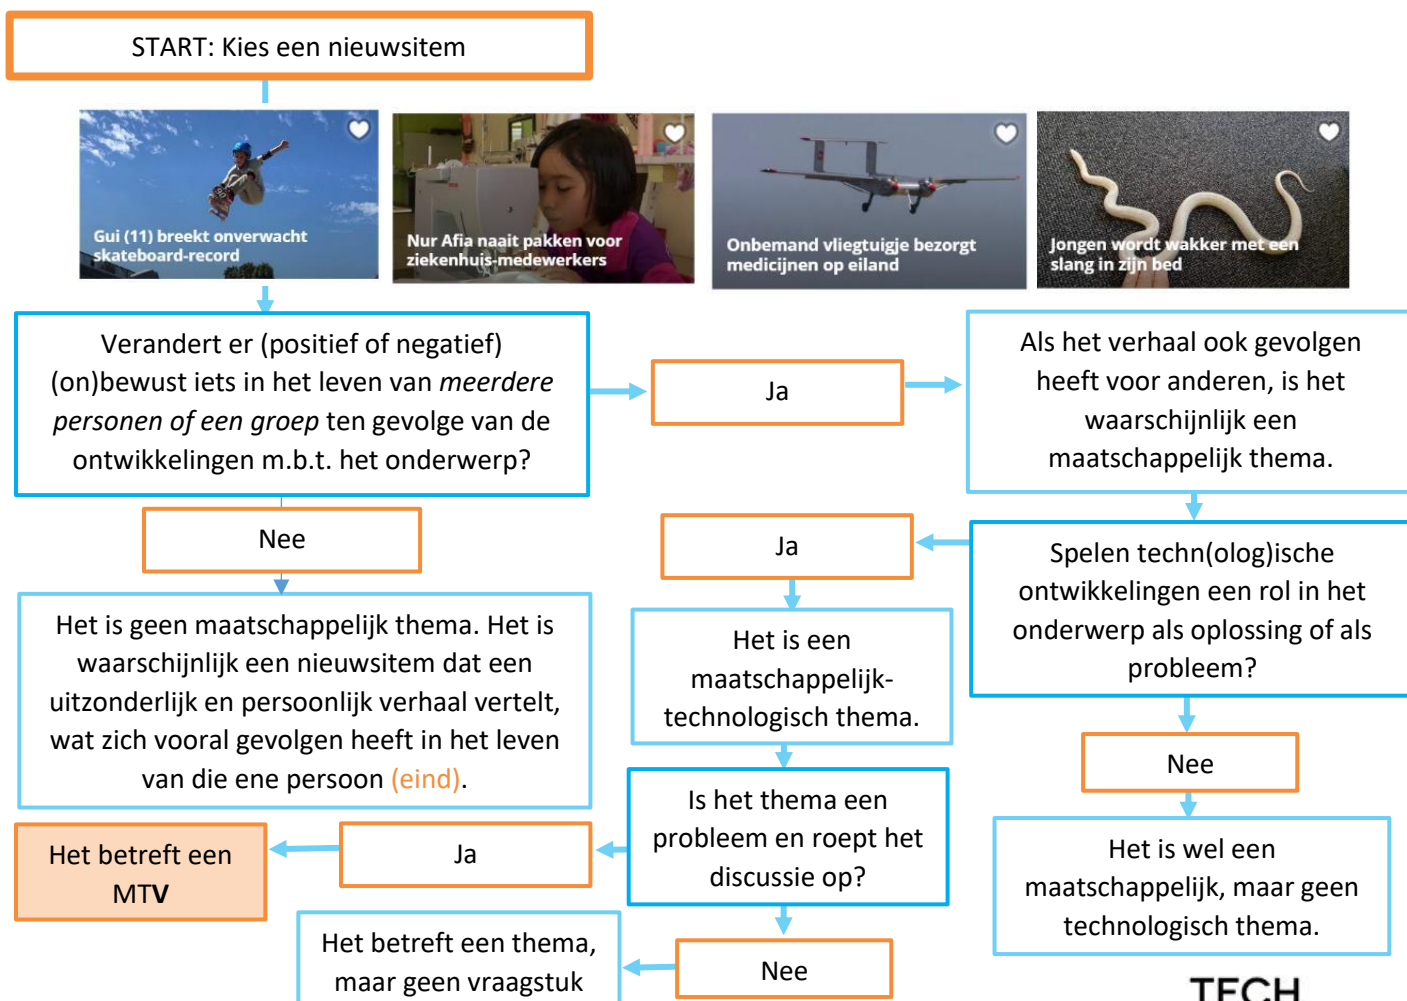 START: Kies een nieuwsitem
Gui (11) breekt onverwacht
skateboard-record
Nur Afia naait pakken voor
ziekenhuis-medewerkers
Onbemand vliegtuigje bezorgt
medicijnen op eiland
Jongen wordt wakker met een
slang in zijn bed
Verandert er (positief of negatief)
(on)bewust iets in het leven van meerdere
personen of een groep ten gevolge van de
ontwikkelingen m.b.t. het onderwerp?
Ja
Als het verhaal ook gevolgen
heeft voor anderen, is het
waarschijnlijk een
maatschappelijk thema.
Nee
Ja
Spelen techn(olog)ische
ontwikkelingen een rol in het
onderwerp als oplossing of als
probleem?
Het is geen maatschappelijk thema. Het is
waarschijnlijk een nieuwsitem dat een
uitzonderlijk en persoonlijk verhaal vertelt,
wat zich vooral gevolgen heeft in het leven
van die ene persoon (eind).
Het is een
maatschappelijk-
technologisch thema.
Nee
Is het thema een
probleem en roept het
discussie op?
Ja
Het betreft een
MTV
Het is wel een
maatschappelijk, maar geen
technologisch thema.
Nee
Het betreft een thema,
maar geen vraagstuk
TECH